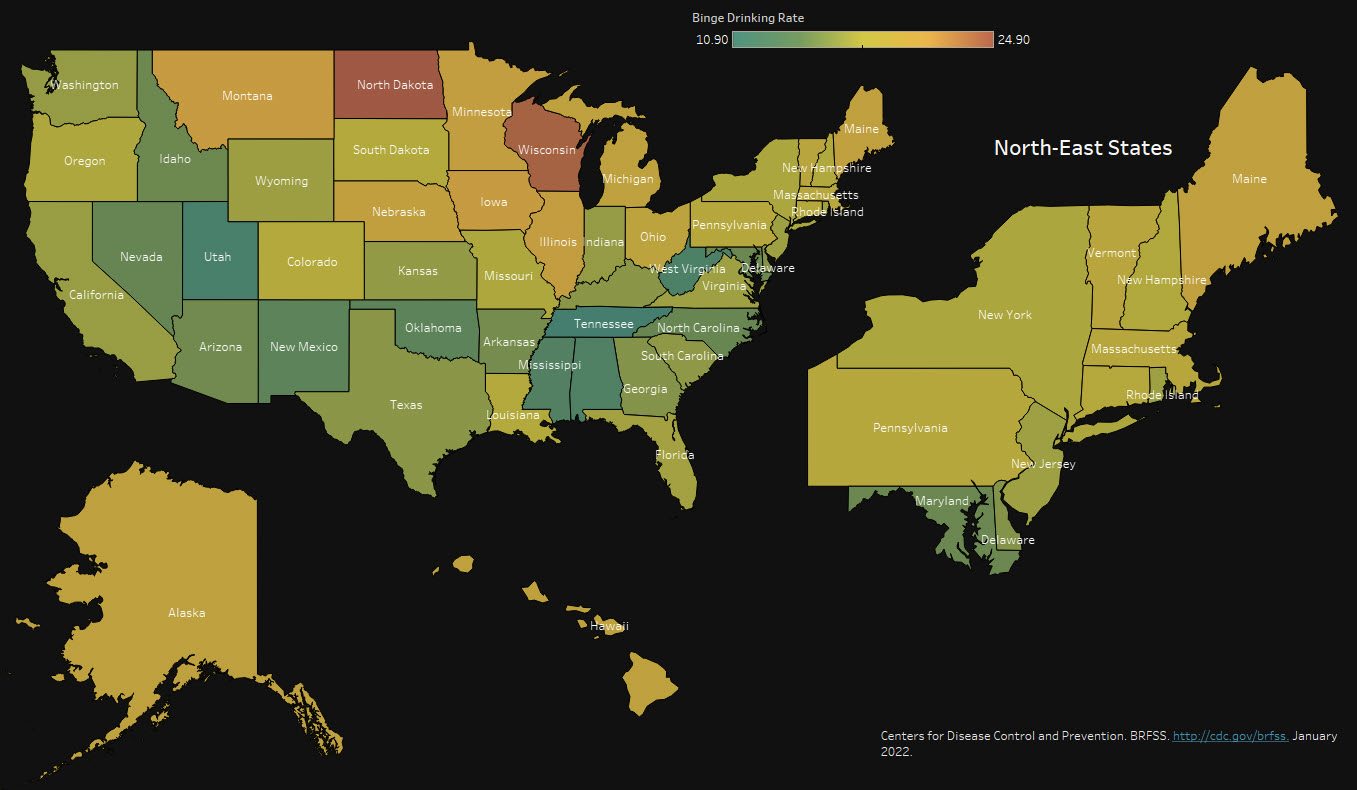 Binge Drinking Rate
10.90 24.90
Washington
Montana
North Dakota
Minnesota
Maine
Oregon
Idaho
South Dakota
Wisconsin
New Hampshire
Wyoming
Michigan
Massachusetts
Nebraska
Iowa
Rhode Island
Pennsylvania
Nevada
Utah
Colorado
Kansas
Missouri
Illinois
Indiana
Ohio
West Virginia
Delaware
Virginia
California
Arizona
New Mexico
Oklahoma
Arkansas
Tennessee
North Carolina
Mississippi
South Carolina
Georgia
Texas
Louisiana
Florida
Alaska
Hawaii
North-East States
Maine
Vermont
New Hampshire
New York
Massachusetts
Rhode Island
Pennsylvania
New Jersey
Maryland
Delaware
Centers for Disease Control and Prevention. BRFSS. http://cdc.gov/brfss. January
2022.